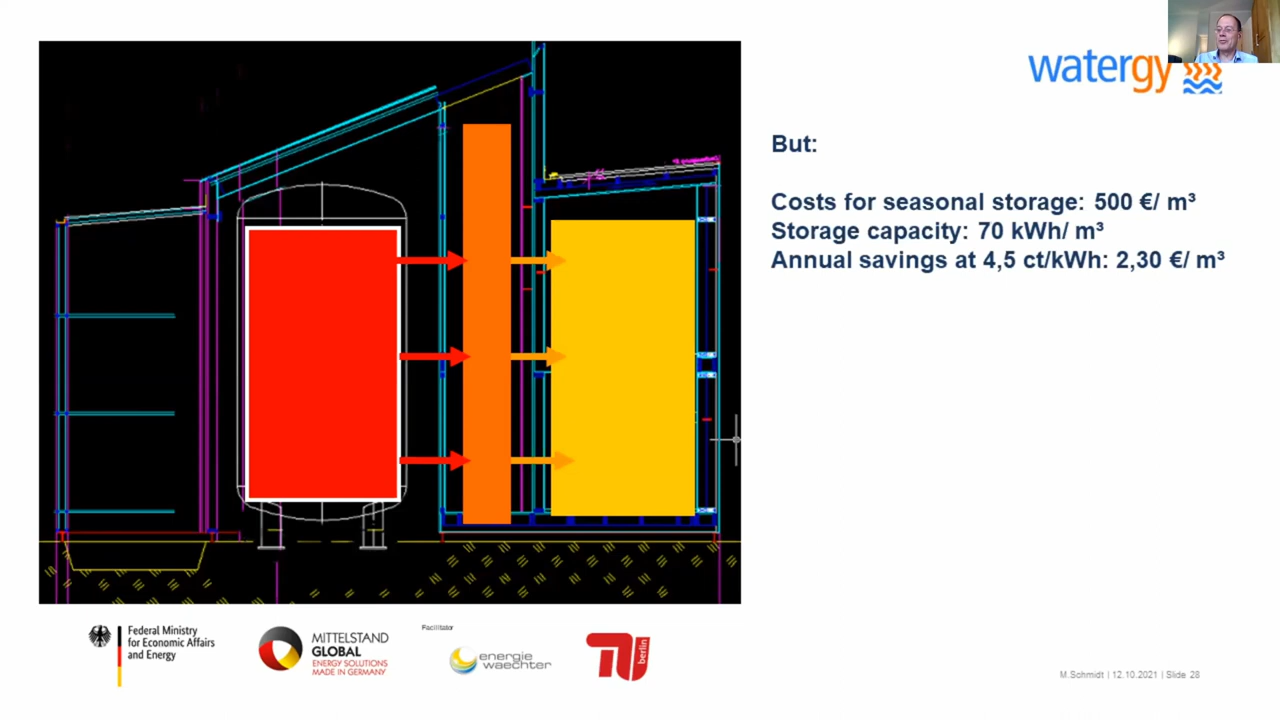 watergy
But:
Costs for seasonal storage: 500 €/ m³
Storage capacity: 70 kWh/ m³
Annual savings at 4,5 ct/kWh: 2,30 €/ m³
Federal Ministry
for Economic Affairs
and Energy
MITTELSTAND
GLOBAL
ENERGY SOLUTIONS
MADE IN GERMANY
Facilitator
energie
waechter
berlin
M.Schmidt | 12.10.2021 | Slide 28